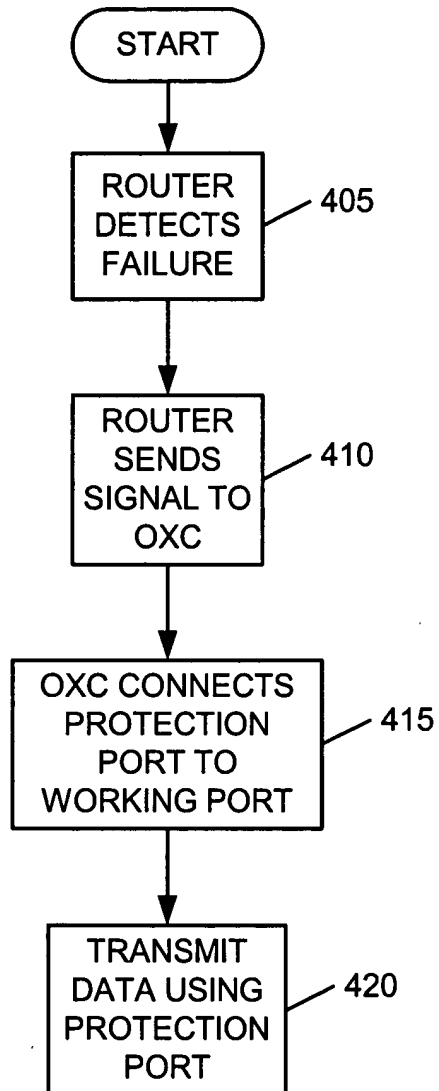 START
ROUTER
DETECTS
FAILURE
405
ROUTER
SENDS
SIGNAL TO
OXC
410
OXC CONNECTS
PROTECTION
PORT TO
WORKING PORT
415
TRANSMIT
DATA USING
PROTECTION
PORT
420